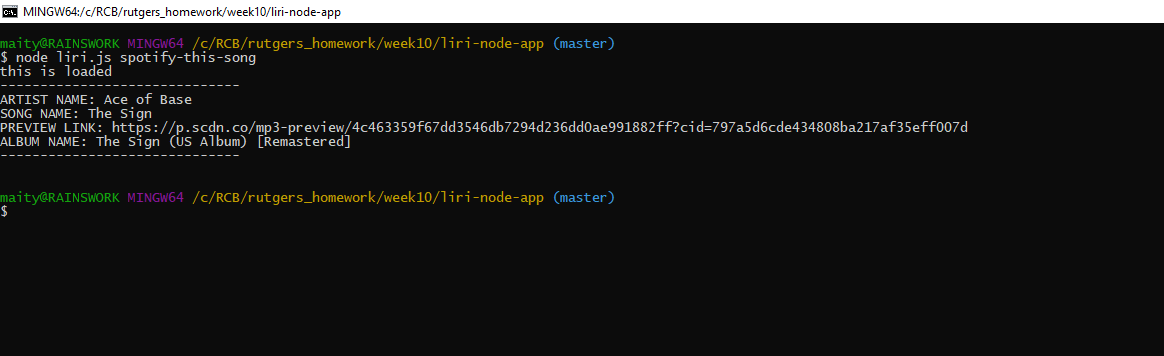 MINGW64:/c/RCB/rutgers_homework/week10/liri-node-app
maity@RAINSWORK MINGW64 /c/RCB/rutgers_homework/week10/liri-node-app (master)
$ node liri.js spotify-this-song
this is loaded
------------------------------
ARTIST NAME: Ace of Base
SONG NAME: The Sign
PREVIEW LINK: https://p.scdn.co/mp3-preview/4c463359f67dd3546db7294d236dd0ae991882ff?cid=797a5d6cde434808ba217af35eff007d
ALBUM NAME: The Sign (US Album) [Remastered]
------------------------------
maity@RAINSWORK MINGW64 /c/RCB/rutgers_homework/week10/liri-node-app (master)
$